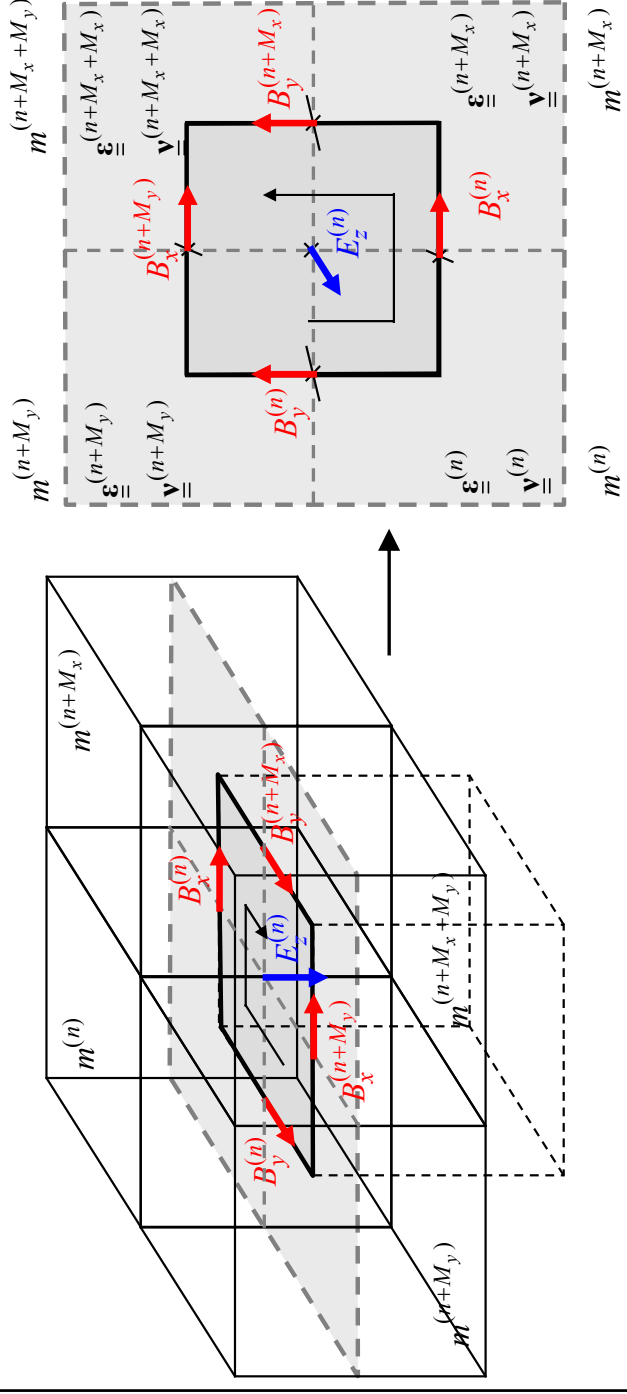 m^(n+M_y)
m^(n+M_x+M_y)
ε^(n+M_y)
ν^(n+M_y)
ε^(n+M_x+M_y)
ν^(n+M_x+M_y)
B_x^(n+M_y)
B_y^(n)
B_y^(n+M_x)
E_z^(n)
B_x^(n)
ε^(n)
ν^(n)
ε^(n+M_x)
ν^(n+M_x)
m^(n)
m^(n+M_x)
m^(n)
m^(n+M_x)
B_x^(n)
B_y^(n)
E_z^(n)
B_y^(n+M_x)
B_x^(n+M_y)
m^(n+M_y)
m^(n+M_x+M_y)